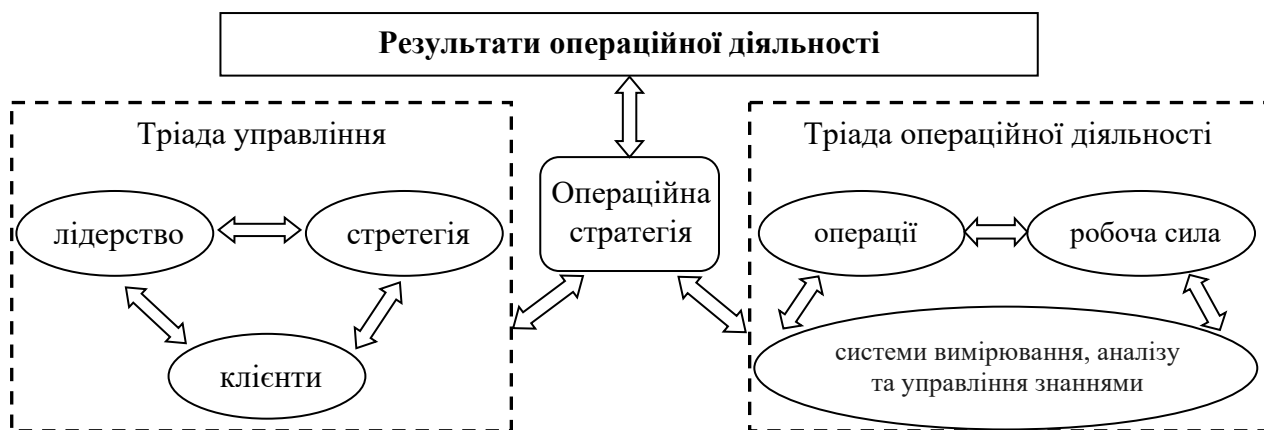 Результати операційної діяльності
Тріада управління
лідерство
стретегія
клієнти
Операційна
стратегія
Тріада операційної діяльності
операції
робоча сила
системи вимірювання, аналізу
та управління знаннями